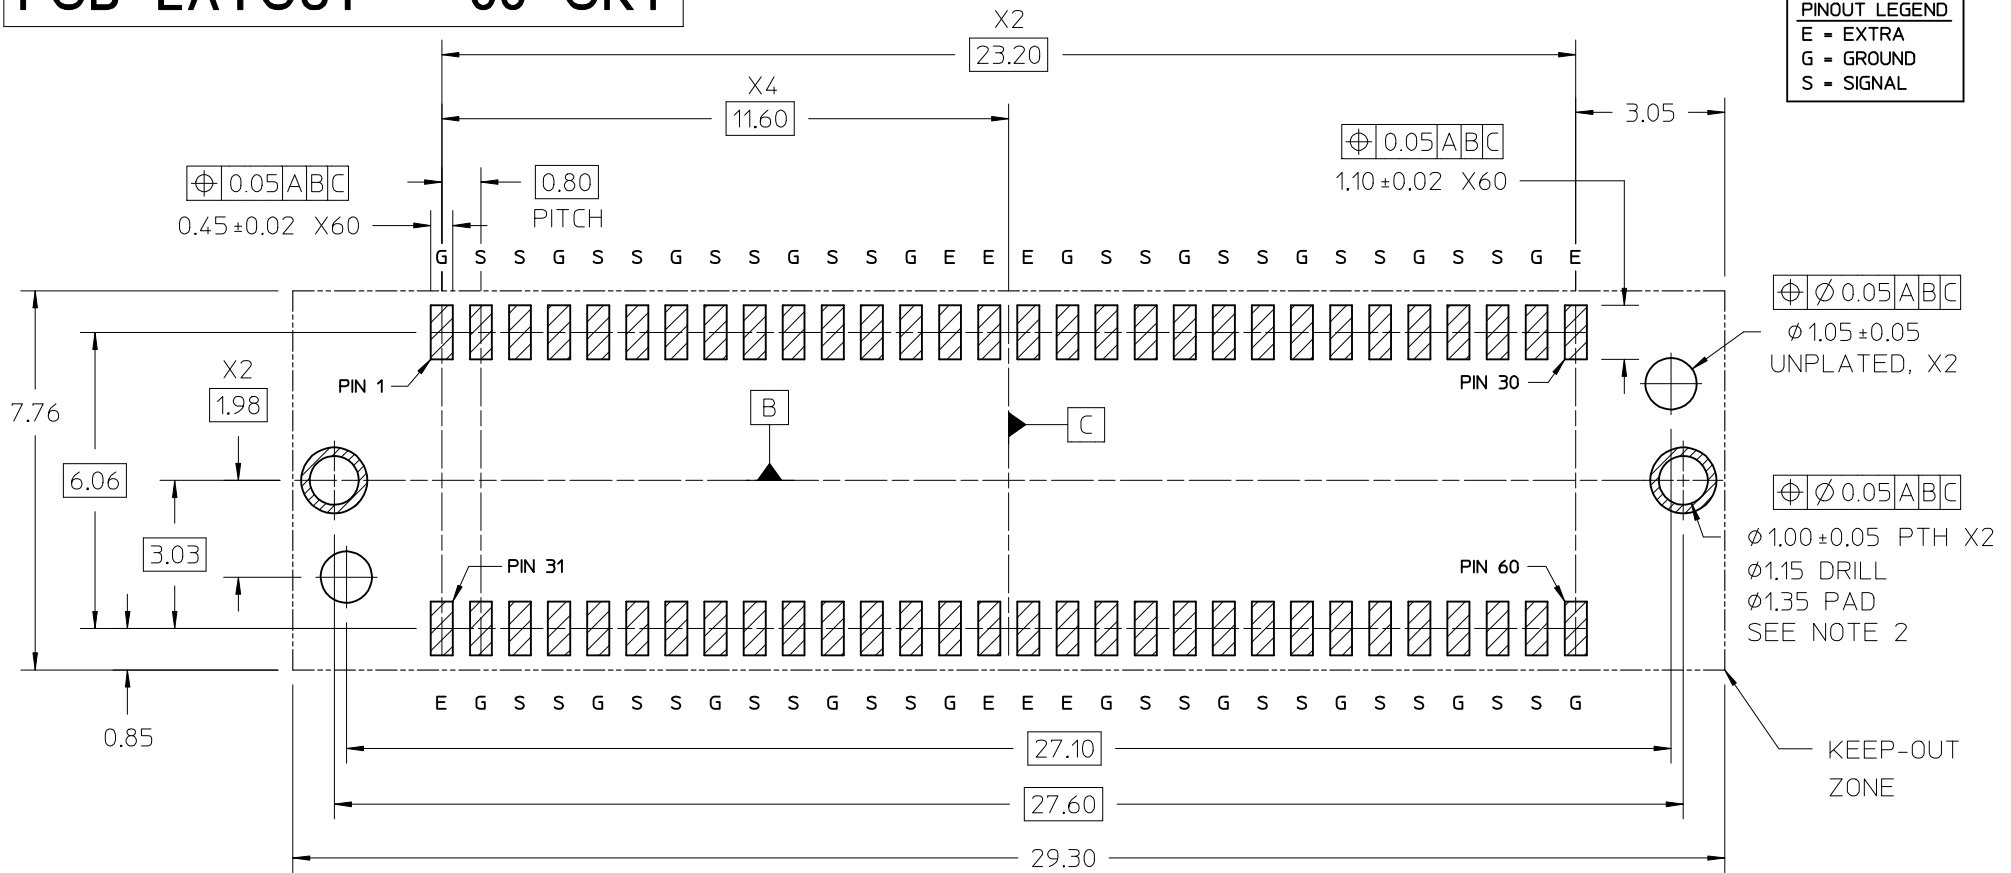 PINOUT LEGEND
E = EXTRA
G = GROUND
S = SIGNAL
X2
23.20
X4
11.60
3.05
⌖ 0.05 A B C
1.10 ±0.02 X60
⌖ 0.05 A B C
0.45 ±0.02 X60
0.80
PITCH
G S S G S S G S S G S S G E E E G S S G S S G S S G S S G E
⌖ Ø 0.05 A B C
Ø 1.05 ±0.05
UNPLATED, X2
PIN 1
PIN 30
X2
1.98
7.76
B
C
6.06
3.03
⌖ Ø 0.05 A B C
Ø 1.00 ±0.05 PTH X2
Ø1.15 DRILL
Ø1.35 PAD
SEE NOTE 2
PIN 31
PIN 60
E G S S G S S G S S G S S G E E E G S S G S S G S S G S S G
0.85
27.10
KEEP-OUT
ZONE
27.60
29.30